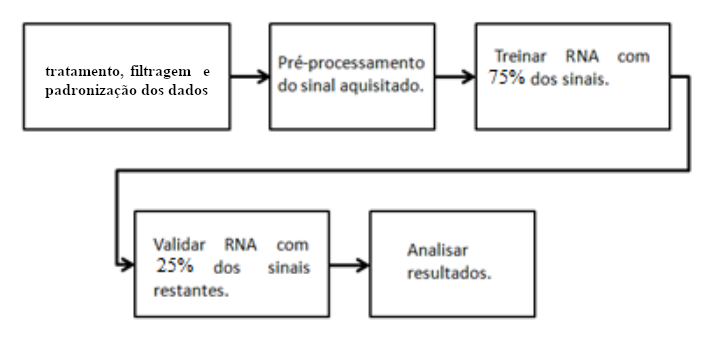 tratamento, filtragem e
padronização dos dados
Pré-processamento
do sinal aquisitado.
Treinar RNA com
75% dos sinais.
Validar RNA com
25% dos sinais
restantes.
Analisar
resultados.